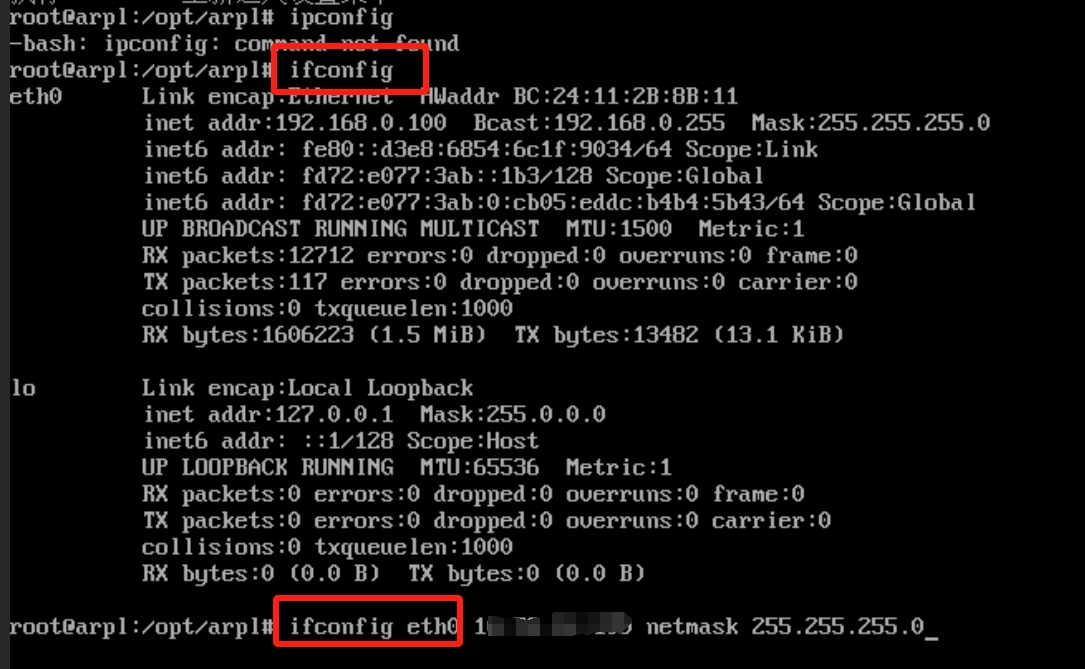 root@arpl:/opt/arpl# ipconfig
-bash: ipconfig: command not found
root@arpl:/opt/arpl# ifconfig
eth0 Link encap:Ethernet HWaddr BC:24:11:2B:8B:11
inet addr:192.168.0.100 Bcast:192.168.0.255 Mask:255.255.255.0
inet6 addr: fe80::d3e8:6854:6c1f:9034/64 Scope:Link
inet6 addr: fd72:e077:3ab::1b3/128 Scope:Global
inet6 addr: fd72:e077:3ab:0:cb05:eddc:b4b4:5b43/64 Scope:Global
UP BROADCAST RUNNING MULTICAST MTU:1500 Metric:1
RX packets:12712 errors:0 dropped:0 overruns:0 frame:0
TX packets:117 errors:0 dropped:0 overruns:0 carrier:0
collisions:0 txqueuelen:1000
RX bytes:1606223 (1.5 MiB) TX bytes:13482 (13.1 KiB)
lo Link encap:Local Loopback
inet addr:127.0.0.1 Mask:255.0.0.0
inet6 addr: ::1/128 Scope:Host
UP LOOPBACK RUNNING MTU:65536 Metric:1
RX packets:0 errors:0 dropped:0 overruns:0 frame:0
TX packets:0 errors:0 dropped:0 overruns:0 carrier:0
collisions:0 txqueuelen:1000
RX bytes:0 (0.0 B) TX bytes:0 (0.0 B)
root@arpl:/opt/arpl# ifconfig eth0 netmask 255.255.255.0_